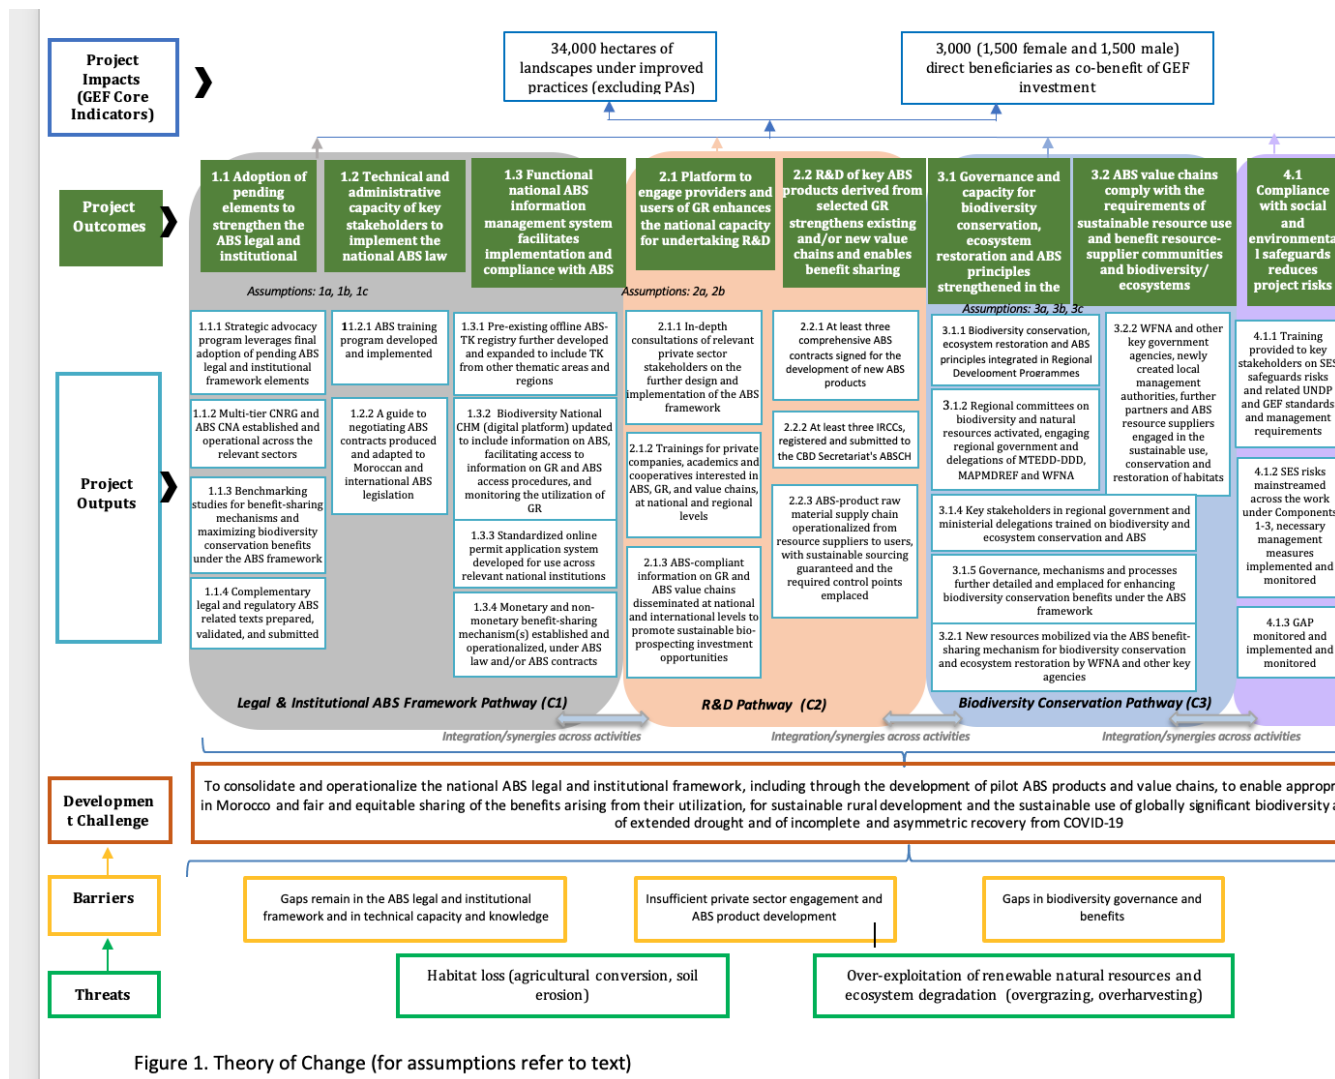 Project
Impacts
(GEF Core
Indicators)
34,000 hectares of
landscapes under improved
practices (excluding PAs)
3,000 (1,500 female and 1,500 male)
direct beneficiaries as co-benefit of GEF
investment
Project
Outcomes
1.1 Adoption of
pending
elements to
strengthen the
ABS legal and
institutional
1.2 Technical and
administrative
capacity of key
stakeholders to
implement the
national ABS law
1.3 Functional
national ABS
information
management system
facilitates
implementation and
compliance with ABS
2.1 Platform to
engage providers and
users of GR enhances
the national capacity
for undertaking R&D
2.2 R&D of key ABS
products derived from
selected GR
strengthens existing
and/or new value
chains and enables
benefit sharing
3.1 Governance and
capacity for
biodiversity
conservation,
ecosystem
restoration and ABS
principles
strengthened in the
3.2 ABS value chains
comply with the
requirements of
sustainable resource use
and benefit resource-
supplier communities
and biodiversity/
ecosystems
4.1
Compliance
with social
and
environmenta
l safeguards
reduces
project risks
Assumptions: 1a, 1b, 1c
Assumptions: 2a, 2b
Assumptions: 3a, 3b, 3c
Project
Outputs
1.1.1 Strategic advocacy
program leverages final
adoption of pending ABS
legal and institutional
framework elements
1.1.2 Multi-tier CNRG and
ABS CNA established and
operational across the
relevant sectors
1.1.3 Benchmarking
studies for benefit-sharing
mechanisms and
maximizing biodiversity
conservation benefits
under the ABS framework
1.1.4 Complementary
legal and regulatory ABS
related texts prepared,
validated, and submitted
11.2.1 ABS training
program developed
and implemented
1.2.2 A guide to
negotiating ABS
contracts produced
and adapted to
Moroccan and
international ABS
legislation
1.3.1 Pre-existing offline ABS-
TK registry further developed
and expanded to include TK
from other thematic areas and
regions
1.3.2 Biodiversity National
CHM (digital platform) updated
to include information on ABS,
facilitating access to
information on GR and ABS
access procedures, and
monitoring the utilization of
GR
1.3.3 Standardized online
permit application system
developed for use across
relevant national institutions
1.3.4 Monetary and non-
monetary benefit-sharing
mechanism(s) established and
operationalized, under ABS
law and/or ABS contracts
2.1.1 In-depth
consultations of relevant
private sector
stakeholders on the
further design and
implementation of the ABS
framework
2.1.2 Trainings for private
companies, academics and
cooperatives interested in
ABS, GR, and value chains,
at national and regional
levels
2.1.3 ABS-compliant
information on GR and
ABS value chains
disseminated at national
and international levels to
promote sustainable bio-
prospecting investment
opportunities
2.2.1 At least three
comprehensive ABS
contracts signed for the
development of new ABS
products
2.2.2 At least three IRCCs,
registered and submitted to
the CBD Secretariat's ABSCH
2.2.3 ABS-product raw
material supply chain
operationalized from
resource suppliers to users,
with sustainable sourcing
guaranteed and the
required control points
emplaced
3.1.1 Biodiversity conservation,
ecosystem restoration and ABS
principles integrated in Regional
Development Programmes
3.1.2 Regional committees on
biodiversity and natural
resources activated, engaging
regional government and
delegations of MTEDD-DDD,
MAPMDREF and WFNA
3.2.2 WFNA and other
key government
agencies, newly
created local
management
authorities, further
partners and ABS
resource suppliers
engaged in the
sustainable use,
conservation and
restoration of habitats
3.1.4 Key stakeholders in regional government and
ministerial delegations trained on biodiversity and
ecosystem conservation and ABS
3.1.5 Governance, mechanisms and processes
further detailed and emplaced for enhancing
biodiversity conservation benefits under the ABS
framework
3.2.1 New resources mobilized via the ABS benefit-
sharing mechanism for biodiversity conservation
and ecosystem restoration by WFNA and other key
agencies
4.1.1 Training
provided to key
stakeholders on SES
safeguards risks
and related UNDP
and GEF standards
and management
requirements
4.1.2 SES risks
mainstreamed
across the work
under Components
1-3, necessary
management
measures
implemented and
monitored
4.1.3 GAP
monitored and
implemented and
monitored
Legal & Institutional ABS Framework Pathway (C1)
R&D Pathway (C2)
Biodiversity Conservation Pathway (C3)
Integration/synergies across activities
Integration/synergies across activities
Integration/synergies across activities
Developmen
t Challenge
To consolidate and operationalize the national ABS legal and institutional framework, including through the development of pilot ABS products and value chains, to enable appropr
in Morocco and fair and equitable sharing of the benefits arising from their utilization, for sustainable rural development and the sustainable use of globally significant biodiversity a
of extended drought and of incomplete and asymmetric recovery from COVID-19
Barriers
Gaps remain in the ABS legal and institutional
framework and in technical capacity and knowledge
Insufficient private sector engagement and
ABS product development
Gaps in biodiversity governance and
benefits
Threats
Habitat loss (agricultural conversion, soil
erosion)
Over-exploitation of renewable natural resources and
ecosystem degradation (overgrazing, overharvesting)
Figure 1. Theory of Change (for assumptions refer to text)